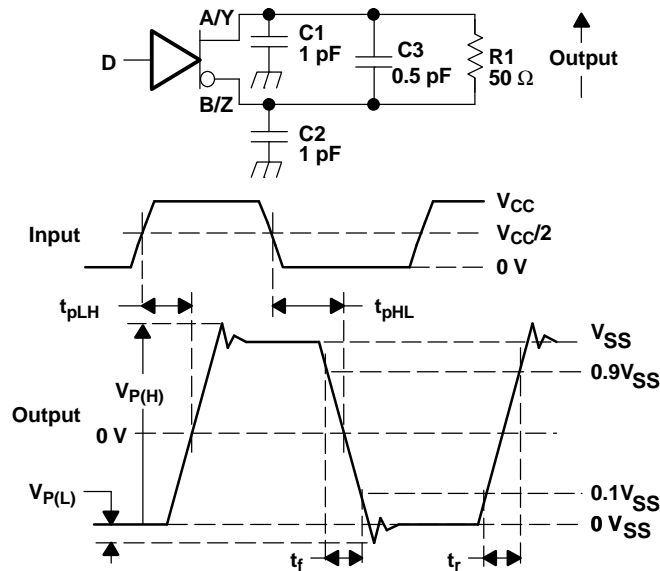 A/Y
D
B/Z
C1
1 pF
C2
1 pF
C3
0.5 pF
R1
50 Ω
Output
Input
VCC
VCC/2
0 V
tpLH
tpHL
VP(H)
Output
0 V
VP(L)
VSS
0.9VSS
0.1VSS
0 VSS
tf
tr